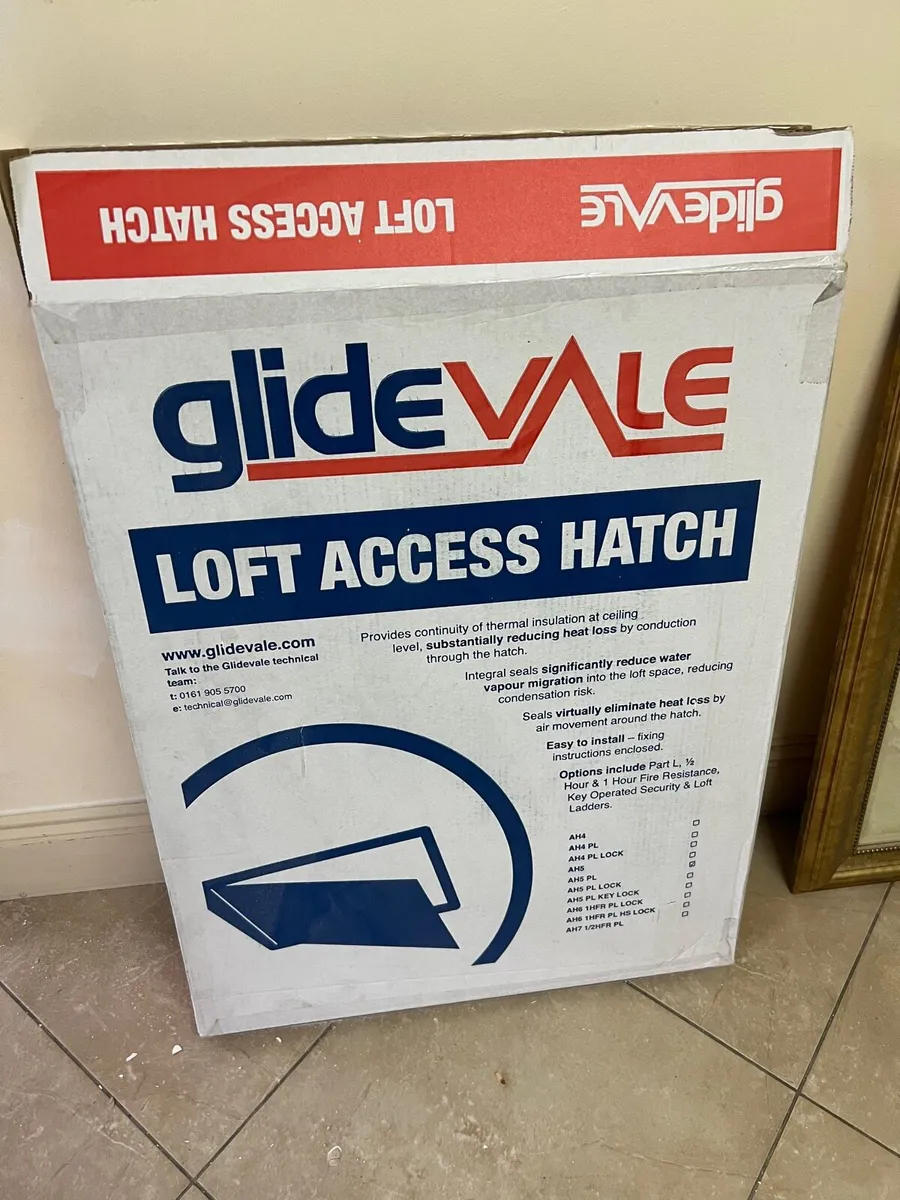 LOFT ACCESS HATCH glideVALE
glideVALE
LOFT ACCESS HATCH
www.glidevale.com
Talk to the Glidevale technical
team:
t: 0161 905 5700
e: technical@glidevale.com
Provides continuity of thermal insulation at ceiling
level, substantially reducing heat loss by conduction
through the hatch.
Integral seals significantly reduce water
vapour migration into the loft space, reducing
condensation risk.
Seals virtually eliminate heat loss by
air movement around the hatch.
Easy to install – fixing
instructions enclosed.
Options include Part L, ½
Hour & 1 Hour Fire Resistance,
Key Operated Security & Loft
Ladders.
AH4
AH4 PL
AH4 PL LOCK
AH5
AH5 PL
AH5 PL LOCK
AH5 PL KEY LOCK
AH6 1HFR PL LOCK
AH6 1HFR PL HS LOCK
AH7 1/2HFR PL